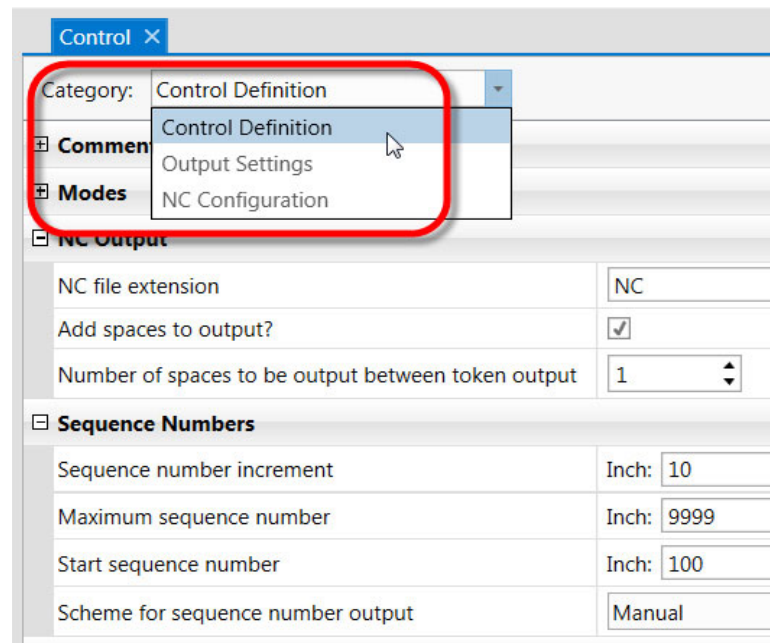 Control
Category: Control Definition
Control Definition
Output Settings
NC Configuration
Modes
NC Output
NC file extension NC
Add spaces to output?
Number of spaces to be output between token output 1
Sequence Numbers
Sequence number increment Inch: 10
Maximum sequence number Inch: 9999
Start sequence number Inch: 100
Scheme for sequence number output Manual